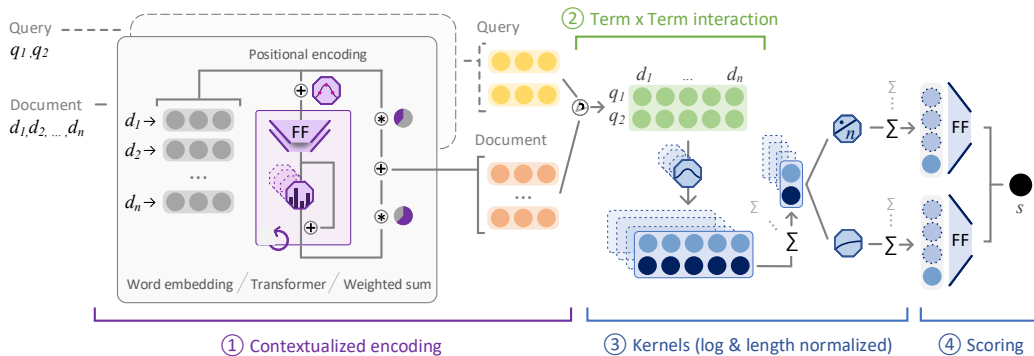 Query
q1 ,q2
Document
d1,d2, ... ,dn
Positional encoding
d1→
d2→
...
dn→
FF
Word embedding / Transformer / Weighted sum
① Contextualized encoding
Query
Document
...
② Term x Term interaction
d1 ... dn
q1
q2
Σ
Σ
n
Σ
Σ
Σ
Σ
③ Kernels (log & length normalized)
FF
FF
s
④ Scoring